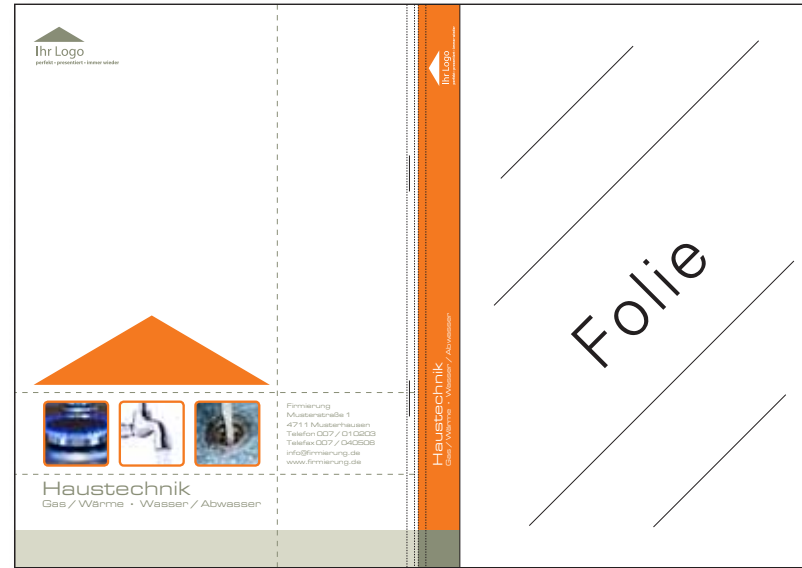 Ihr Logo
perfekt • präsentiert • immer wieder
Firmierung
Musterstraße 1
4711 Musterhausen
Telefon 007 / 010203
Telefax 007 / 040506
info@firmierung.de
www.firmierung.de
Haustechnik
Gas / Wärme • Wasser / Abwasser
Ihr Logo
Haustechnik
Gas / Wärme • Wasser / Abwasser
Folie